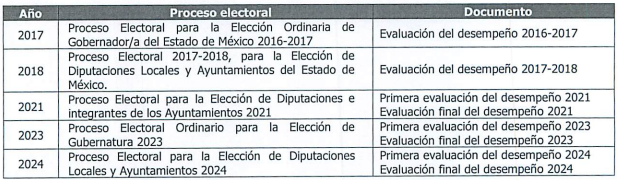 Año Proceso electoral Documento
2017 Proceso Electoral para la Elección Ordinaria de Gobernador/a del Estado de México 2016-2017 Evaluación del desempeño 2016-2017
2018 Proceso Electoral 2017-2018, para la Elección de Diputaciones Locales y Ayuntamientos del Estado de México. Evaluación del desempeño 2017-2018
2021 Proceso Electoral para la Elección de Diputaciones e integrantes de los Ayuntamientos 2021 Primera evaluación del desempeño 2021 Evaluación final del desempeño 2021
2023 Proceso Electoral Ordinario para la Elección de Gubernatura 2023 Primera evaluación del desempeño 2023 Evaluación final del desempeño 2023
2024 Proceso Electoral para la Elección de Diputaciones Locales y Ayuntamientos 2024 Primera evaluación del desempeño 2024 Evaluación final del desempeño 2024